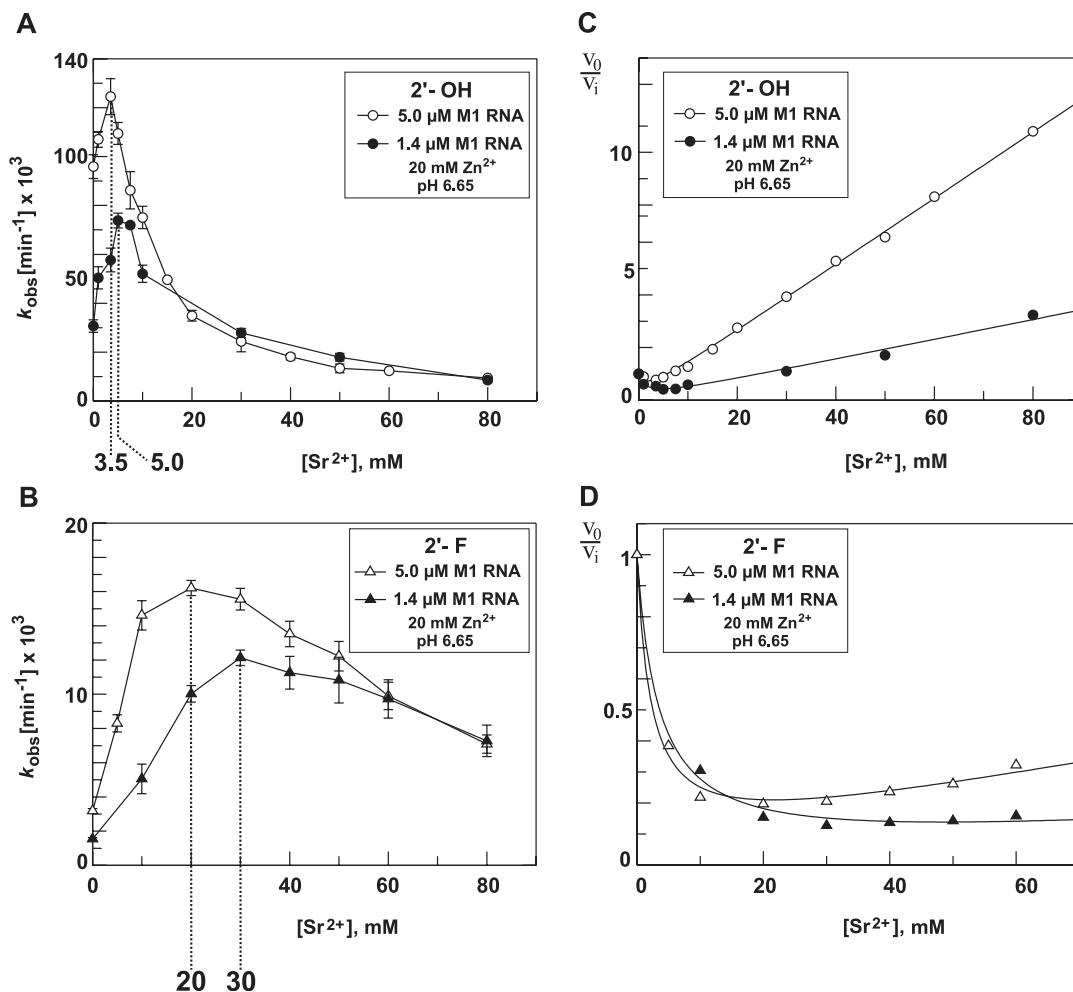 A
140
100
50
0
k_obs[min⁻¹] x 10³
2'- OH
5.0 µM M1 RNA
1.4 µM M1 RNA
20 mM Zn²⁺
pH 6.65
0 20 40 60 80
3.5 5.0
[Sr²⁺], mM
C
V₀
Vᵢ
10
5
0
2'- OH
5.0 µM M1 RNA
1.4 µM M1 RNA
20 mM Zn²⁺
pH 6.65
0 20 40 60 80
[Sr²⁺], mM
B
20
10
0
k_obs[min⁻¹] x 10³
2'- F
5.0 µM M1 RNA
1.4 µM M1 RNA
20 mM Zn²⁺
pH 6.65
0 20 40 60 80
[Sr²⁺], mM
20 30
D
V₀
Vᵢ
1
0.5
0
2'- F
5.0 µM M1 RNA
1.4 µM M1 RNA
20 mM Zn²⁺
pH 6.65
0 20 40 60
[Sr²⁺], mM